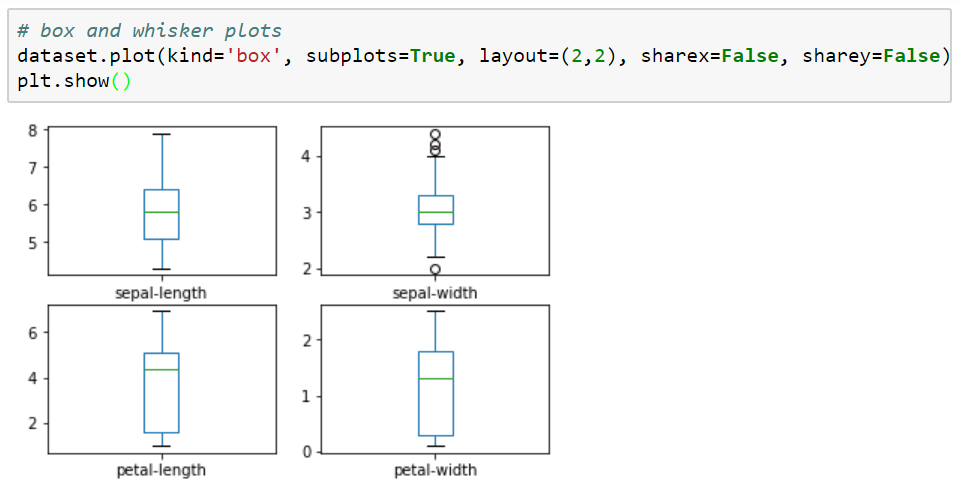 # box and whisker plots
dataset.plot(kind='box', subplots=True, layout=(2,2), sharex=False, sharey=False)
plt.show()
8
7
6
5
sepal-length
4
3
2
sepal-width
6
4
2
petal-length
2
1
0
petal-width